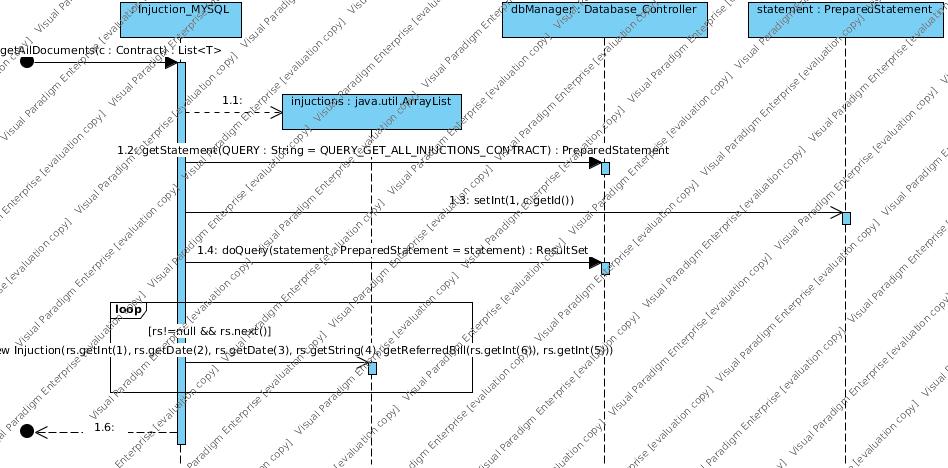 Injuction_MYSQL
dbManager : Database_Controller
statement : PreparedStatement
getAllDocuments(c : Contract) : List<T>
1.1:
injuctions : java.util.ArrayList
1.2: getStatement(QUERY : String = QUERY_GET_ALL_INJUCTIONS_CONTRACT) : PreparedStatement
1.3: setInt(1, c.getId())
1.4: doQuery(statement : PreparedStatement = statement) : ResultSet
loop
[rs!=null && rs.next()]
Injuction(rs.getInt(1), rs.getDate(2), rs.getDate(3), rs.getString(4), getReferredBill(rs.getInt(6)), rs.getInt(5)))
1.6:
Visual Paradigm Enterprise [evaluation copy]